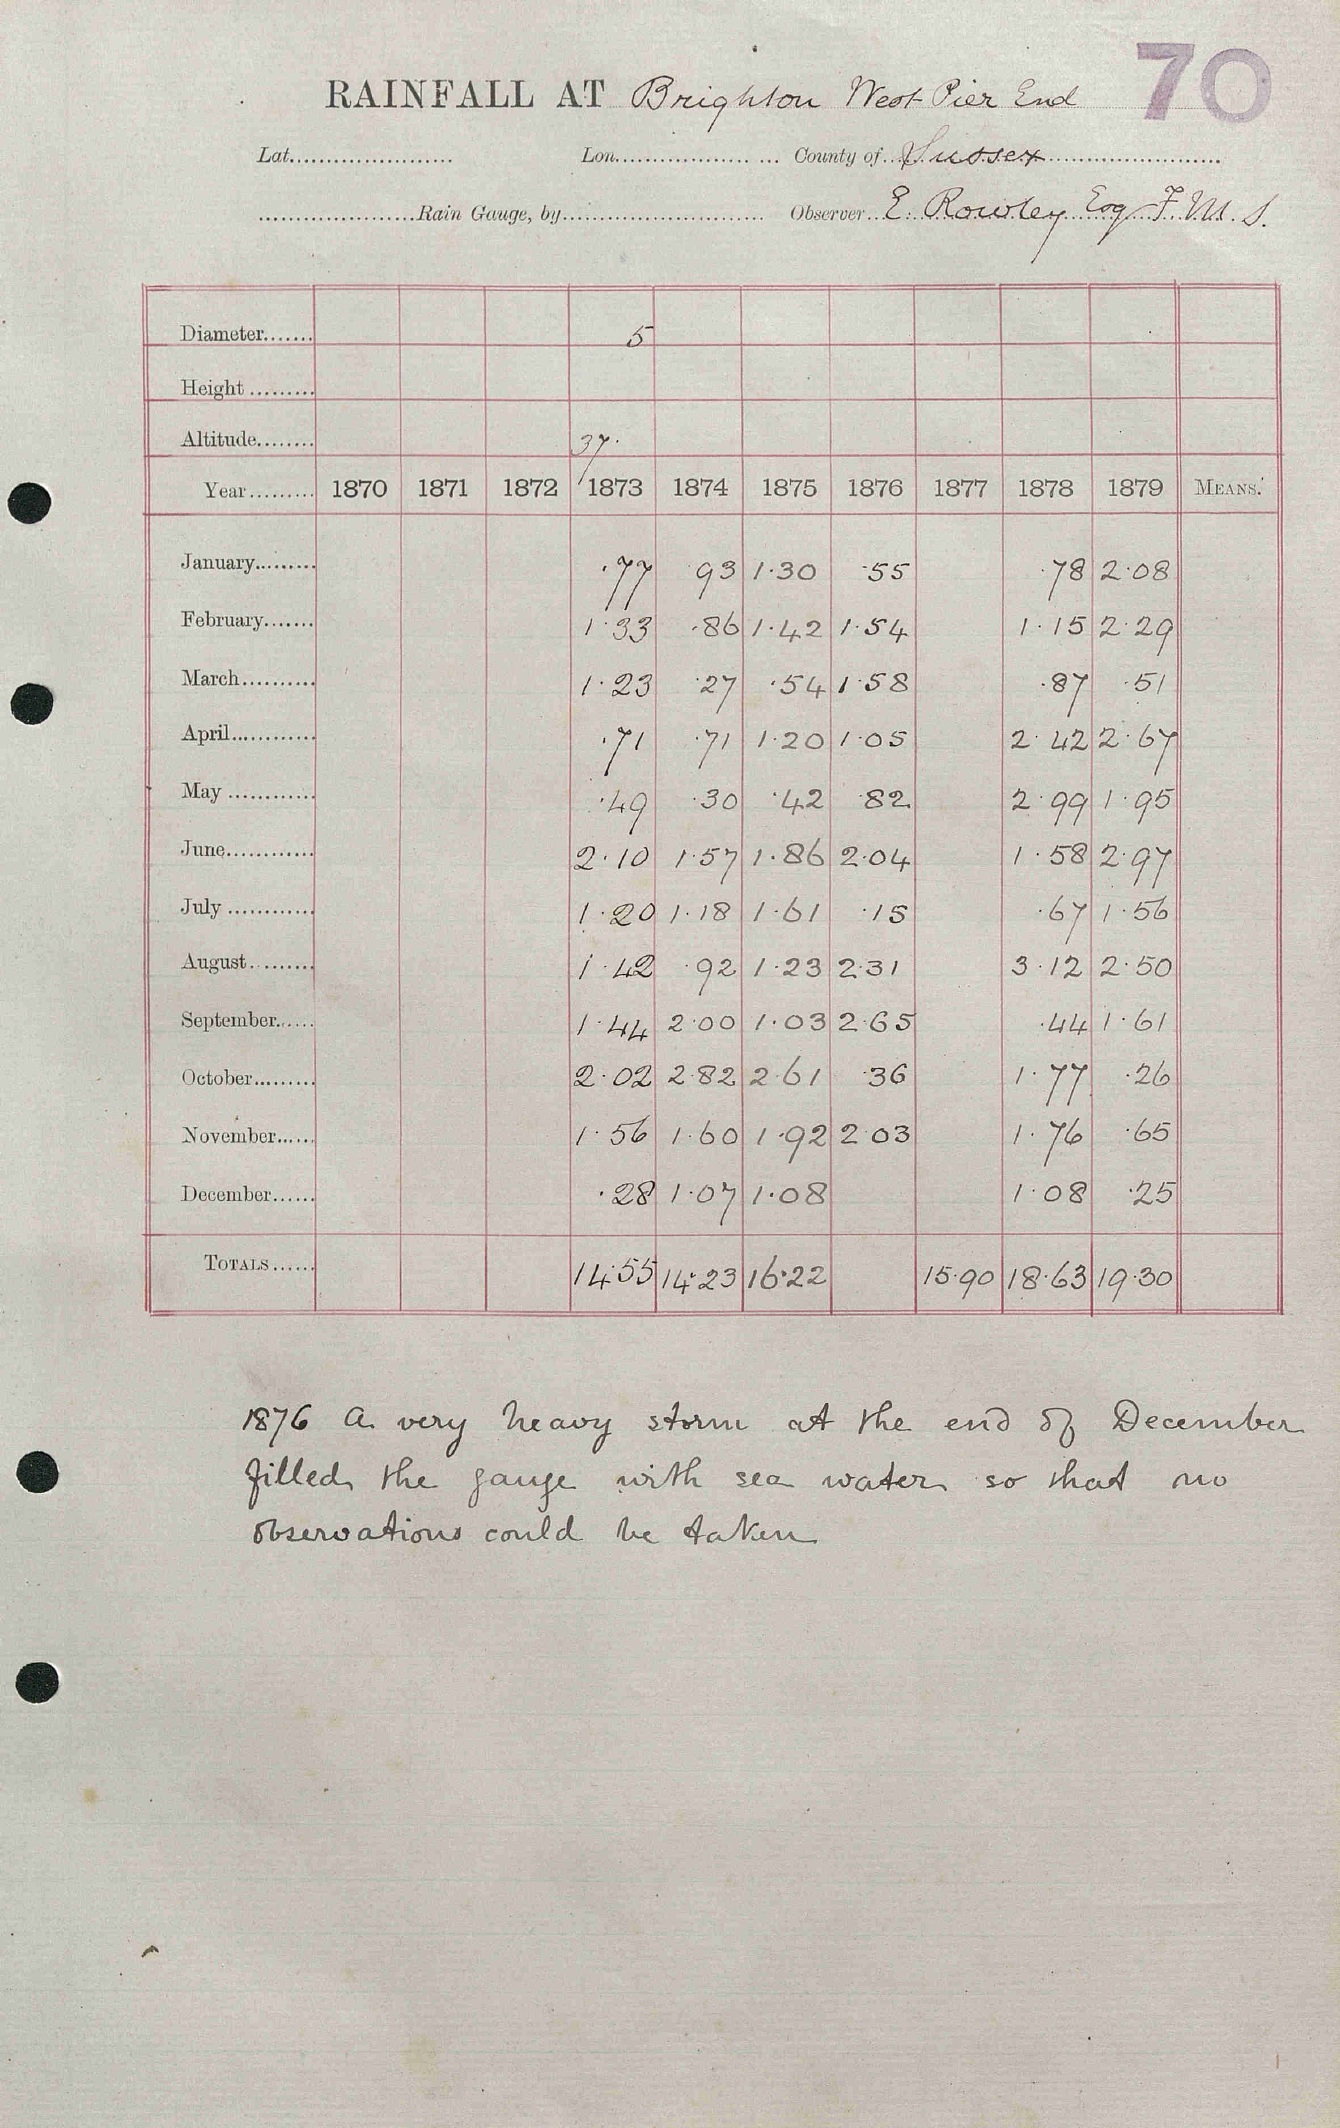 70
RAINFALL AT Brighton West Pier End
Lat...................... Lon.................. ... County of..Sussex........................
.....................Rain Gauge, by........................... Observer..E. Rowley Esq F.M.S.
Diameter....... 5
Height .........
Altitude........ 37.
Year......... 1870 1871 1872 1873 1874 1875 1876 1877 1878 1879 MEANS.
January......... .77 93 1.30 .55 .78 2.08
February....... 1.33 .86 1.42 1.54 1.15 2.29
March.......... 1.23 .27 .54 1.58 .87 .51
April............ .71 .71 1.20 1.05 2.42 2.67
May ............ .49 .30 .42 .82 2.99 1.95
June............ 2.10 1.57 1.86 2.04 1.58 2.97
July ............ 1.20 1.18 1.61 .15 .67 1.56
August......... 1.42 .92 1.23 2.31 3.12 2.50
September...... 1.44 2.00 1.03 2.65 .44 1.61
October......... 2.02 2.82 2.61 .36 1.77 .26
November...... 1.56 1.60 1.92 2.03 1.76 .65
December...... .28 1.07 1.08 1.08 .25
TOTALS...... 14.55 14.23 16.22 15.90 18.63 19.30
1876 A very heavy storm at the end of December
filled the gauge with sea water so that no
observations could be taken